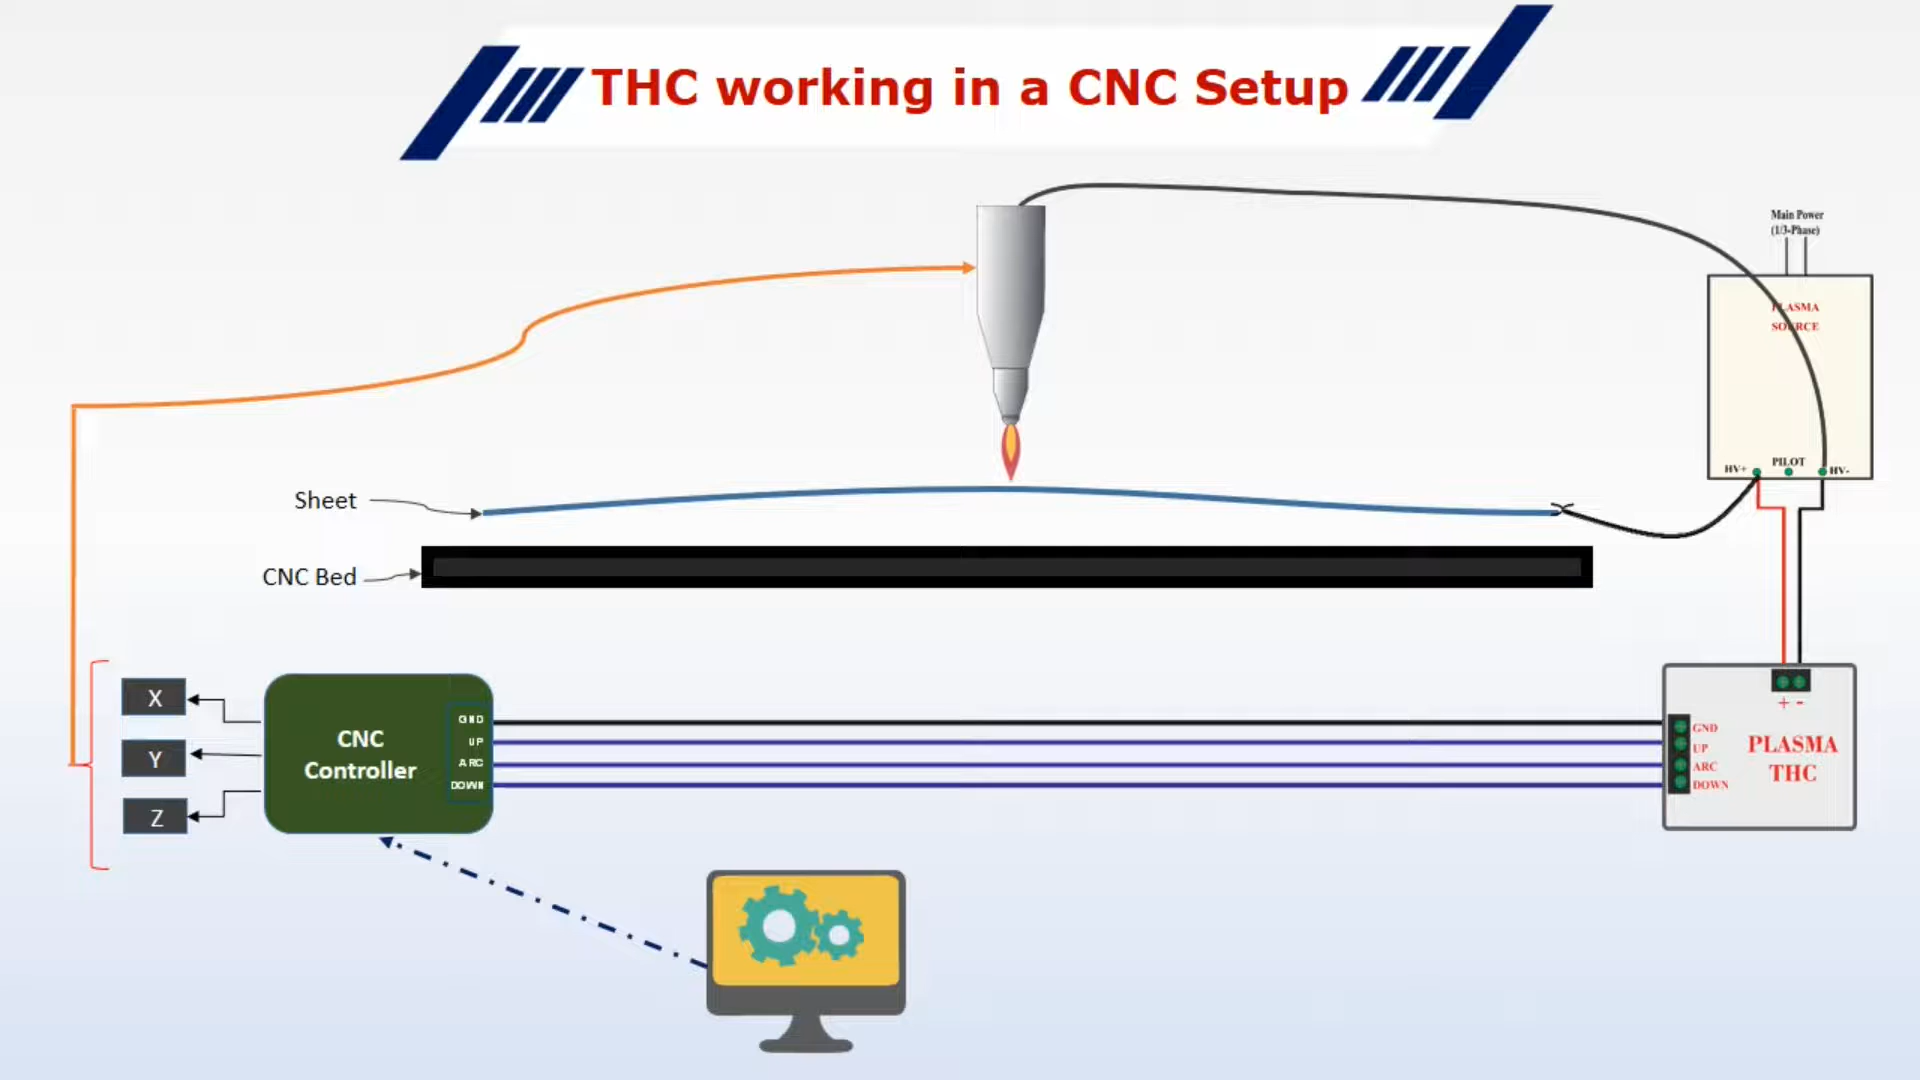 THC working in a CNC Setup
Main Power
(1/3-Phase)
PLASMA
SOURCE
HV+
PILOT
HV-
Sheet
CNC Bed
X
Y
Z
CNC
Controller
GND
UP
ARC
DOWN
+ -
GND
UP
ARC
DOWN
PLASMA
THC